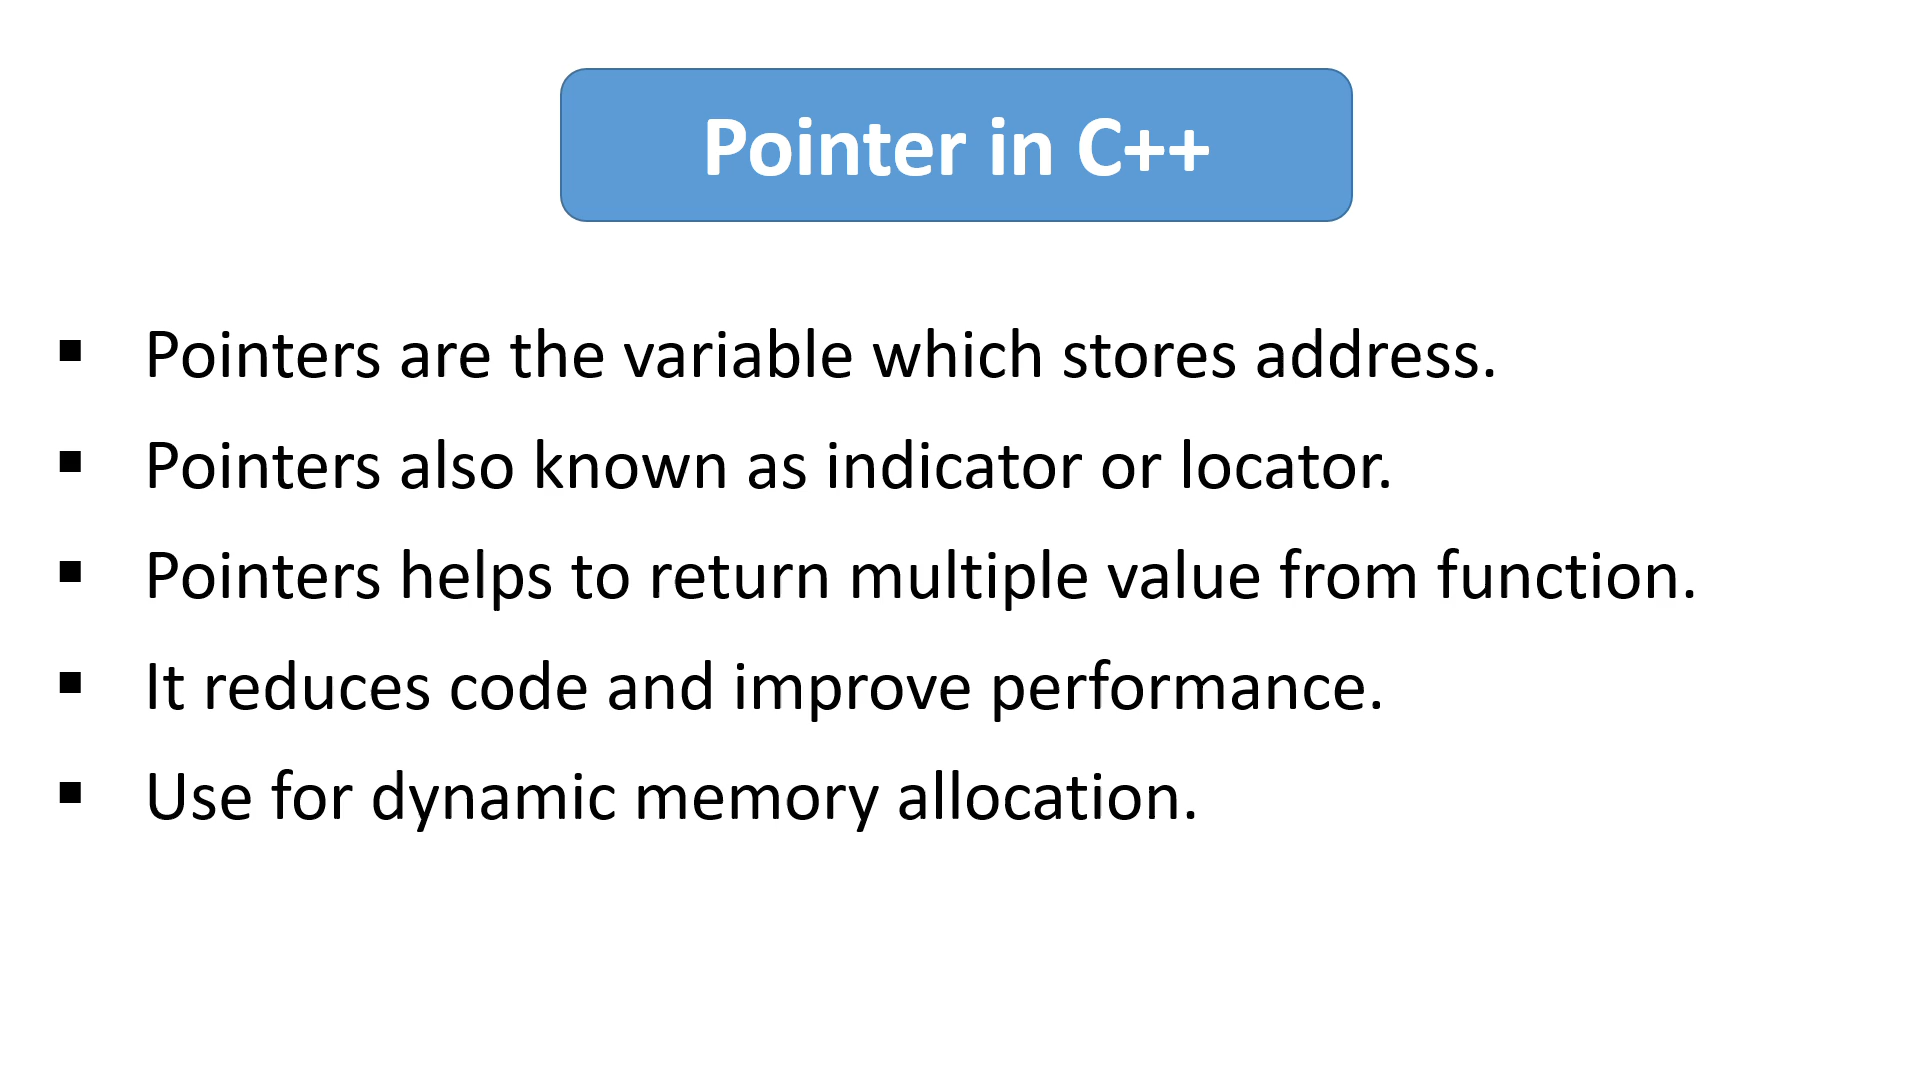 Pointer in C++
▪ Pointers are the variable which stores address.
▪ Pointers also known as indicator or locator.
▪ Pointers helps to return multiple value from function.
▪ It reduces code and improve performance.
▪ Use for dynamic memory allocation.